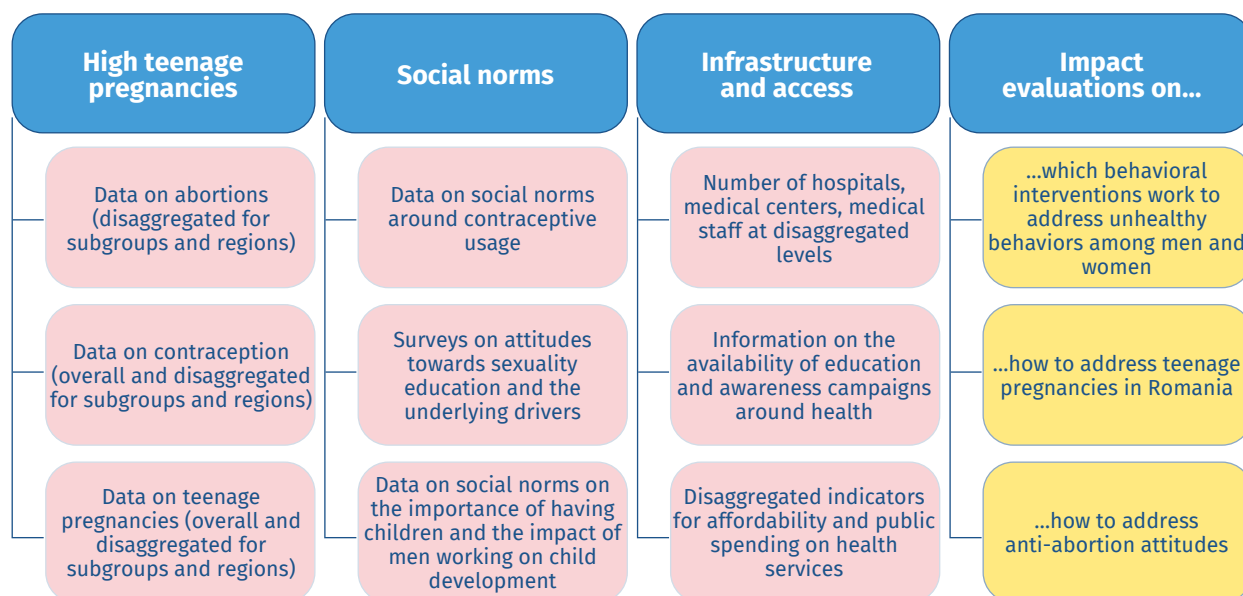 High teenage
pregnancies
Data on abortions
(disaggregated for
subgroups and regions)
Data on contraception
(overall and disaggregated
for subgroups and regions)
Data on teenage
pregnancies (overall and
disaggregated for
subgroups and regions)
Social norms
Data on social norms
around contraceptive
usage
Surveys on attitudes
towards sexuality
education and the
underlying drivers
Data on social norms on
the importance of having
children and the impact of
men working on child
development
Infrastructure
and access
Number of hospitals,
medical centers, medical
staff at disaggregated
levels
Information on the
availability of education
and awareness campaigns
around health
Disaggregated indicators
for affordability and public
spending on health
services
Impact
evaluations on...
...which behavioral
interventions work to
address unhealthy
behaviors among men and
women
...how to address teenage
pregnancies in Romania
...how to address
anti-abortion attitudes